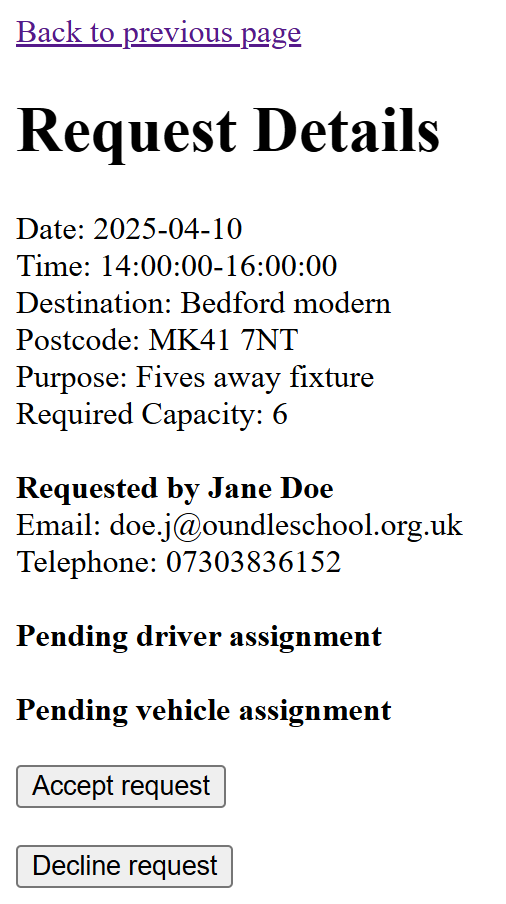 Back to previous page
Request Details
Date: 2025-04-10
Time: 14:00:00-16:00:00
Destination: Bedford modern
Postcode: MK41 7NT
Purpose: Fives away fixture
Required Capacity: 6
Requested by Jane Doe
Email: doe.j@oundleschool.org.uk
Telephone: 07303836152
Pending driver assignment
Pending vehicle assignment
Accept request
Decline request